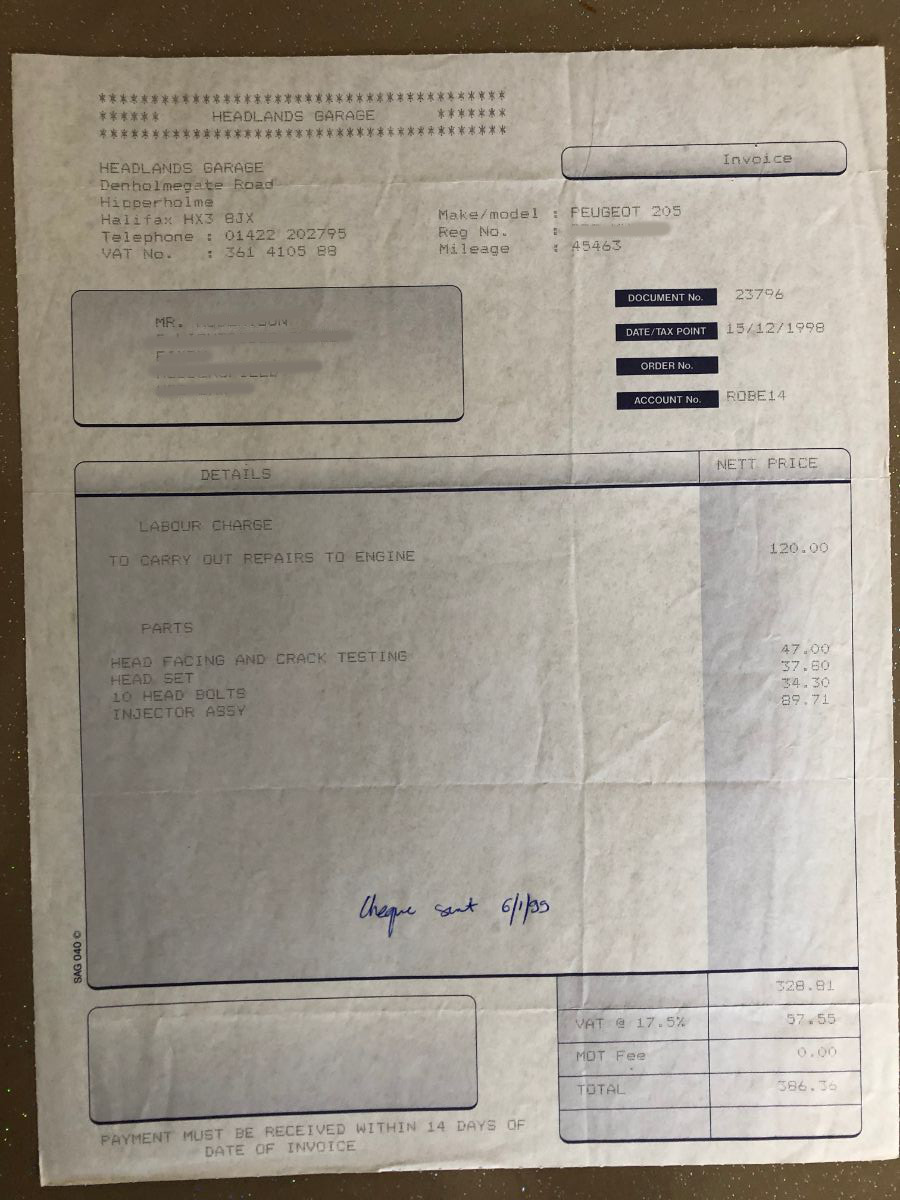 ***************************************
****** HEADLANDS GARAGE *******
***************************************
HEADLANDS GARAGE
Denholmegate Road
Hipperholme
Halifax HX3 8JX
Telephone : 01422 202795
VAT No. : 361 4105 88
Invoice
Make/model : PEUGEOT 205
Reg No. :
Mileage : 45463
MR.
DOCUMENT No. 23796
DATE/TAX POINT 15/12/1998
ORDER No.
ACCOUNT No. ROBE14
DETAILS NETT PRICE
LABOUR CHARGE
TO CARRY OUT REPAIRS TO ENGINE 120.00
PARTS
HEAD FACING AND CRACK TESTING 47.00
HEAD SET 37.80
10 HEAD BOLTS 34.30
INJECTOR ASSY 89.71
Cheque sent 6/1/99
SAG 040 ©
328.81
VAT @ 17.5% 57.55
MOT Fee 0.00
TOTAL 386.36
PAYMENT MUST BE RECEIVED WITHIN 14 DAYS OF
DATE OF INVOICE